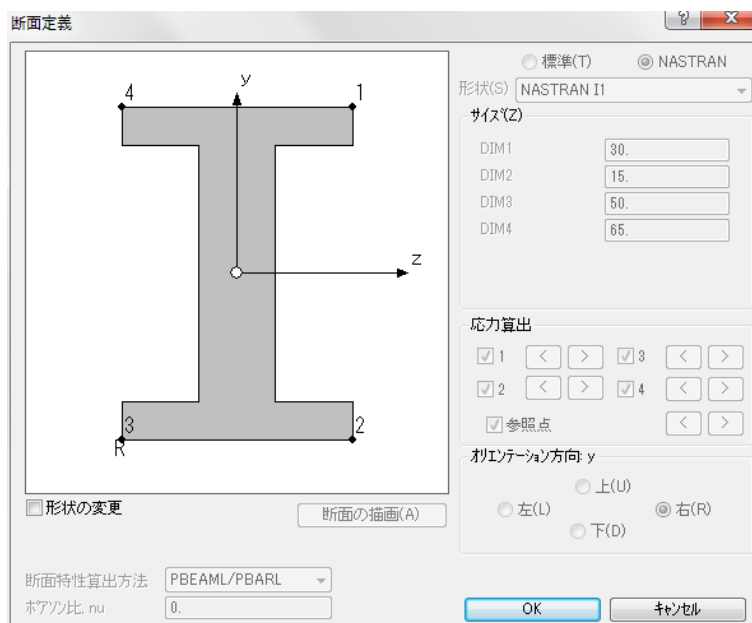 断面定義
?
標準(T)
NASTRAN
形状(S)
NASTRAN I1
サイズ(Z)
DIM1
30.
DIM2
15.
DIM3
50.
DIM4
65.
4
y
1
z
3
2
R
応力算出
1
<
>
3
<
>
2
<
>
4
<
>
参照点
<
>
オリエンテーション方向: y
上(U)
左(L)
右(R)
下(D)
形状の変更
断面の描画(A)
断面特性算出方法
PBEAML/PBARL
ポアソン比, nu
0.
OK
キャンセル